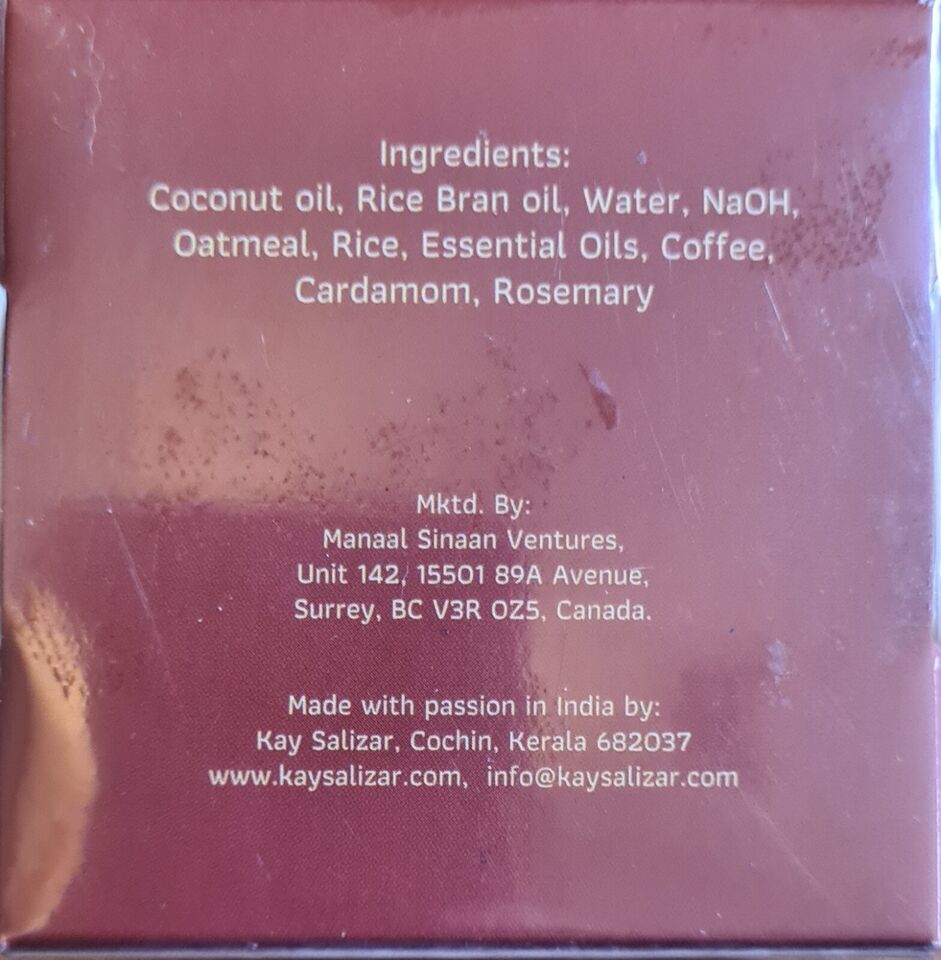 Ingredients:
Coconut oil, Rice Bran oil, Water, NaOH,
Oatmeal, Rice, Essential Oils, Coffee,
Cardamom, Rosemary
Mktd. By:
Manaal Sinaan Ventures,
Unit 142, 15501 89A Avenue,
Surrey, BC V3R 0Z5, Canada.
Made with passion in India by:
Kay Salizar, Cochin, Kerala 682037
www.kaysalizar.com, info@kaysalizar.com